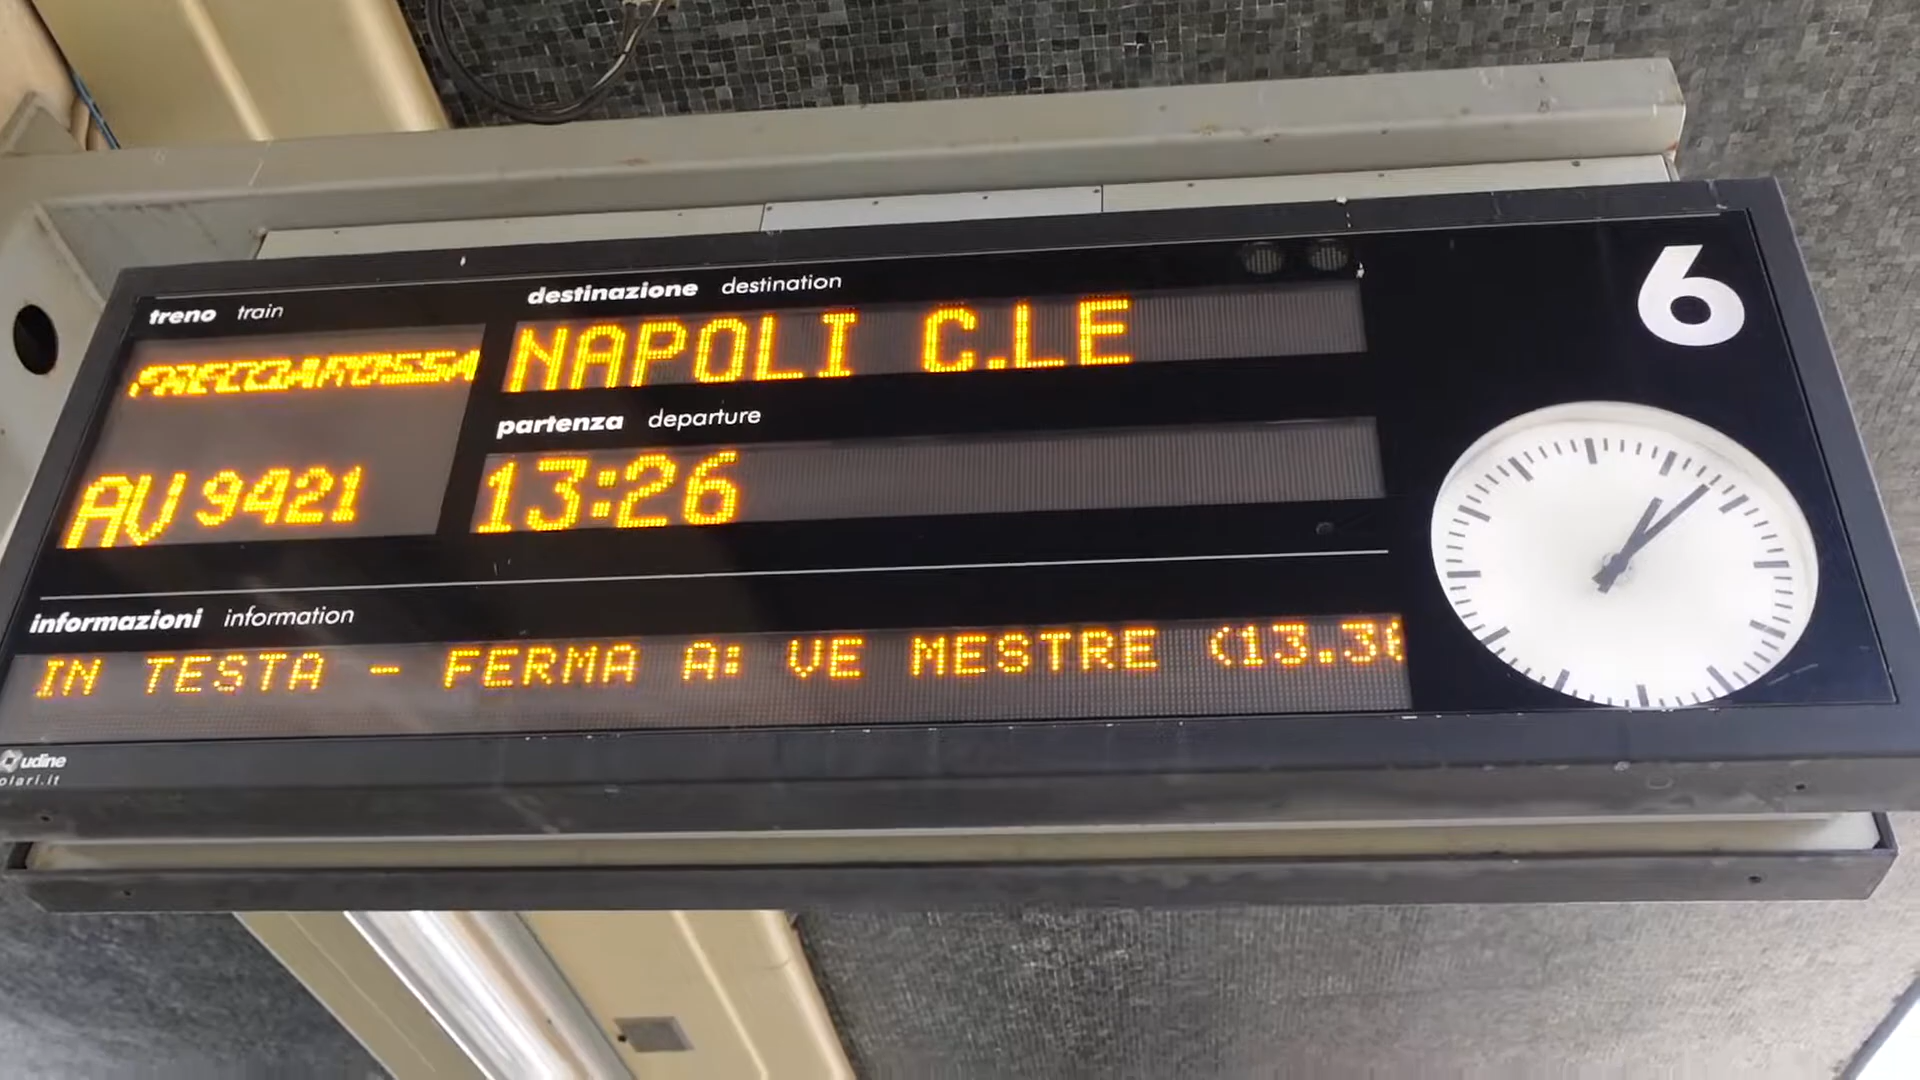 6
treno train
destinazione destination
FRECCIAROSSA
NAPOLI C.LE
partenza departure
AV 9421
13:26
informazioni information
IN TESTA - FERMA A: VE MESTRE (13.3
udine
olari.it